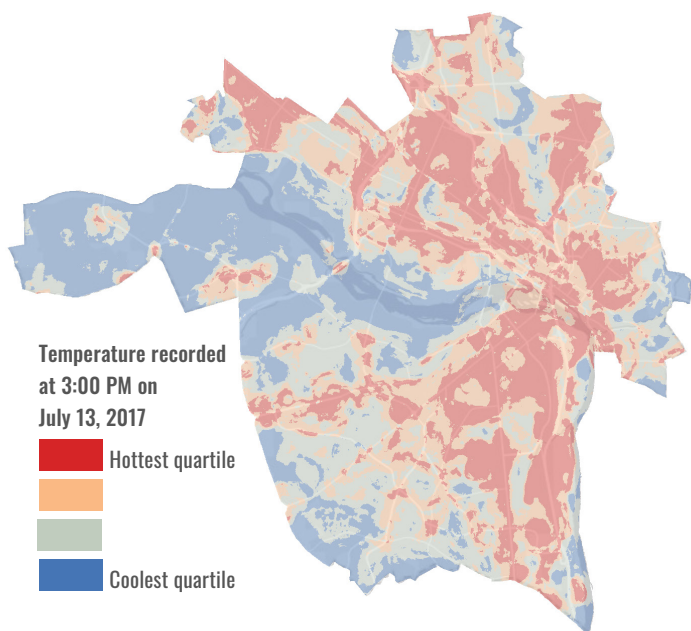 Temperature recorded
at 3:00 PM on
July 13, 2017
Hottest quartile
Coolest quartile